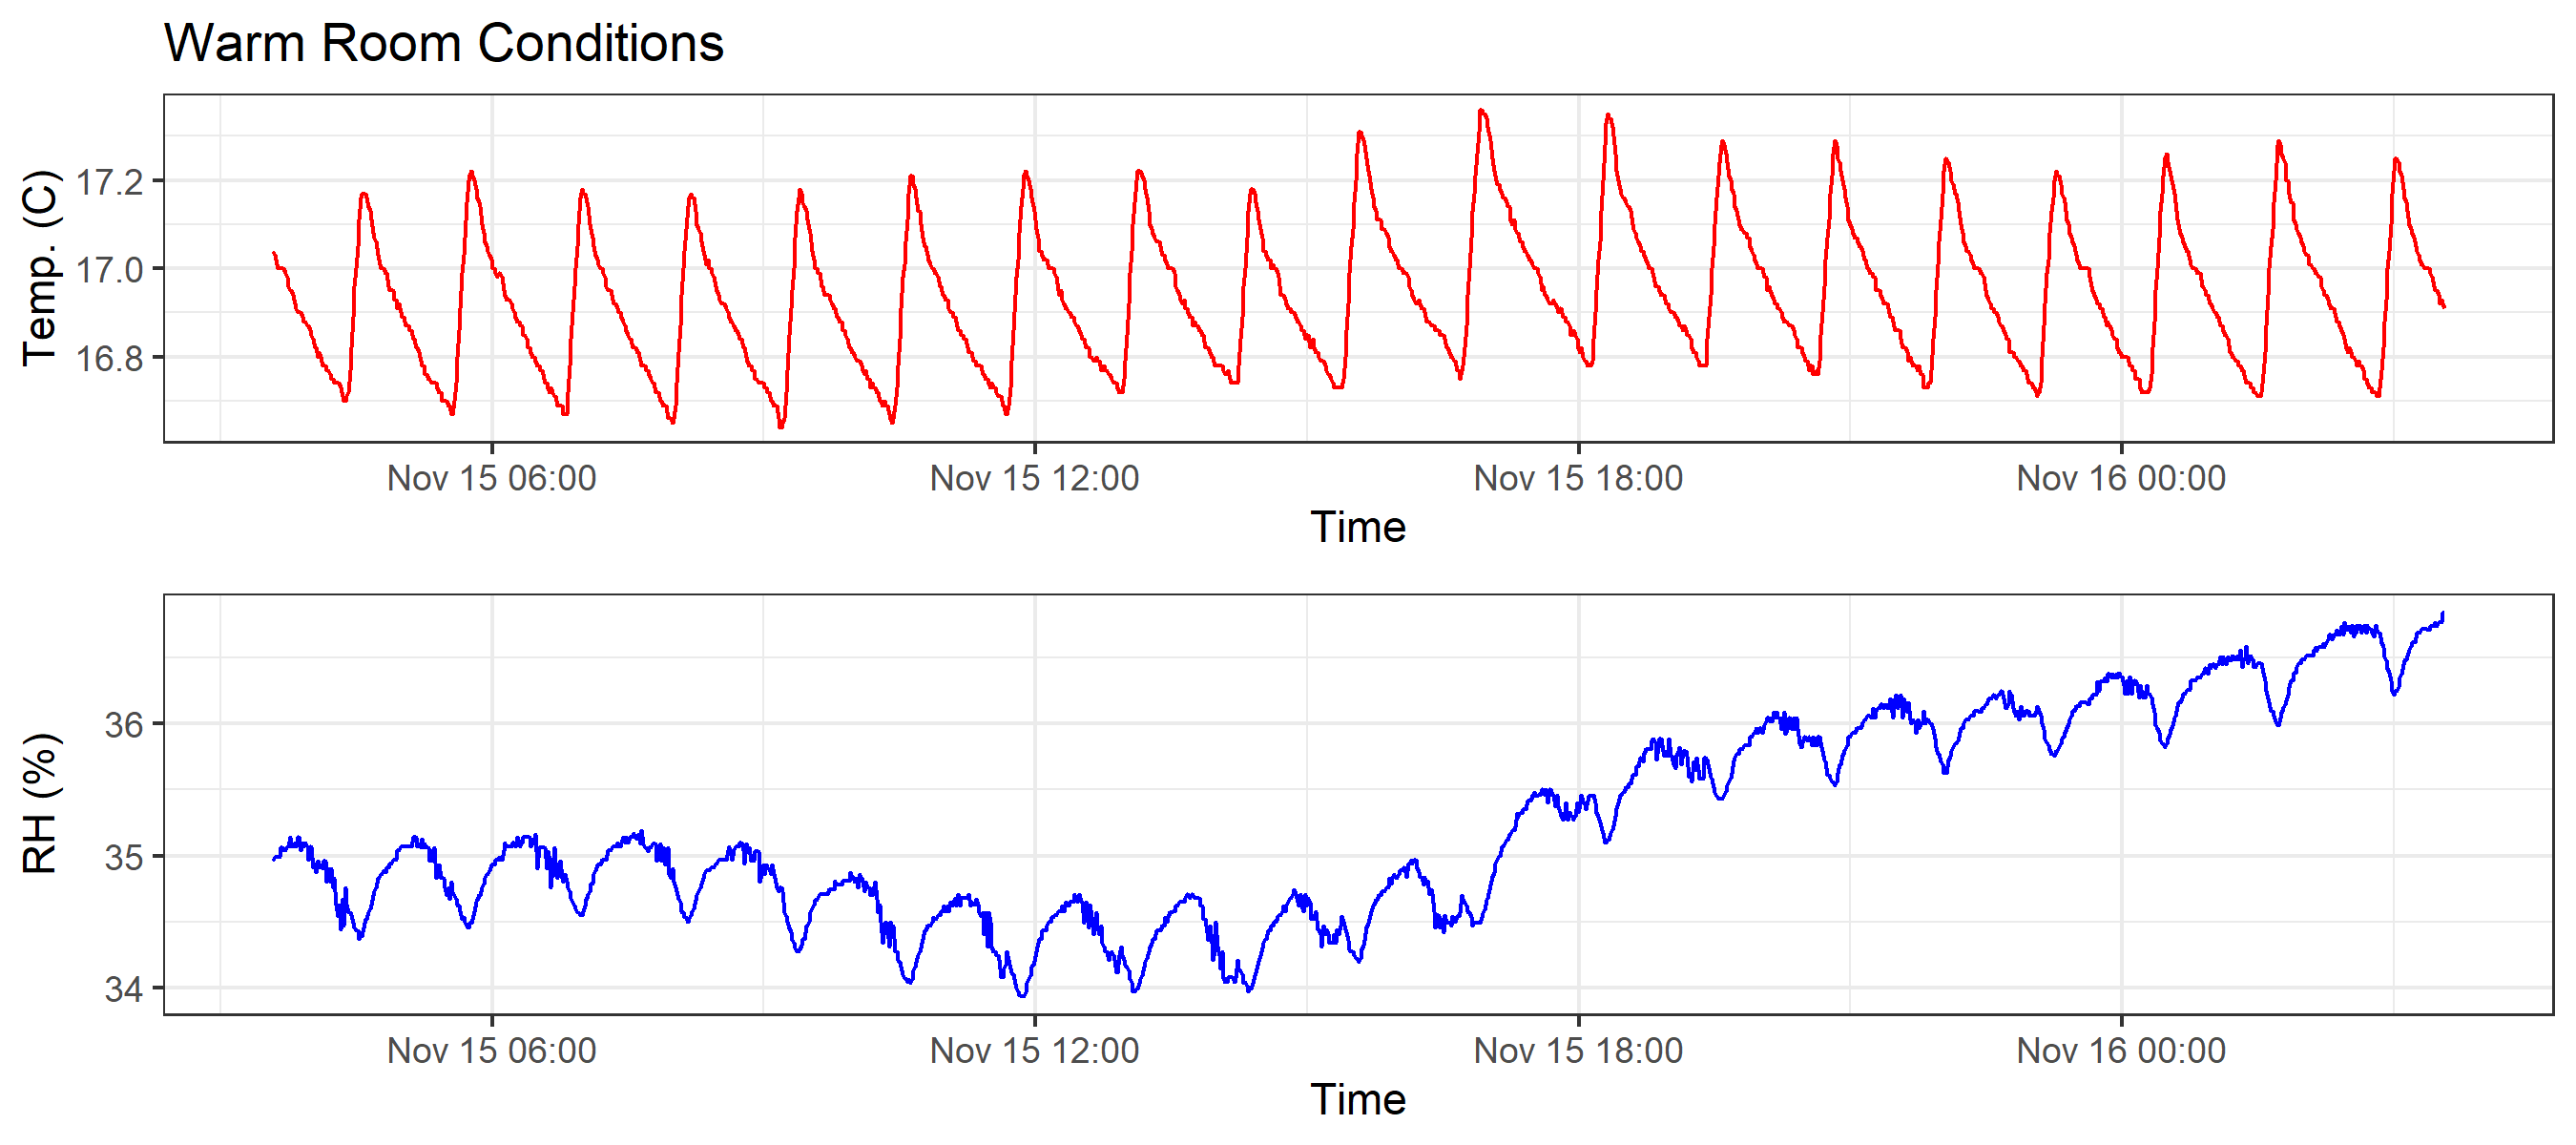 Warm Room Conditions
Temp. (C)
17.2
17.0
16.8
Nov 15 06:00 Nov 15 12:00 Nov 15 18:00 Nov 16 00:00
Time
RH (%)
36
35
34
Nov 15 06:00 Nov 15 12:00 Nov 15 18:00 Nov 16 00:00
Time